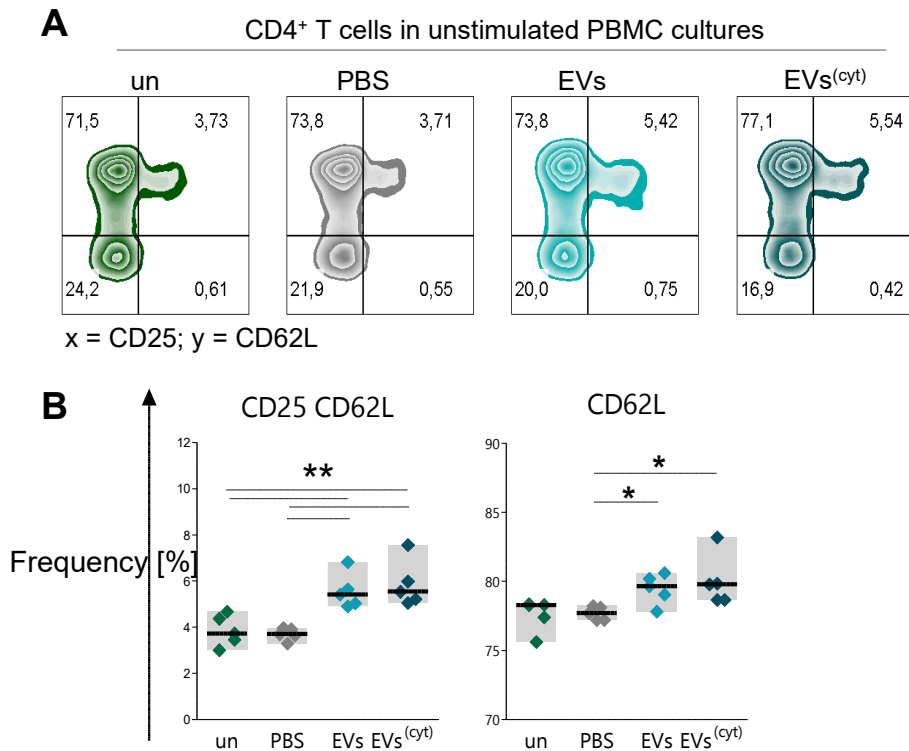 A
CD4⁺ T cells in unstimulated PBMC cultures
un PBS EVs EVs(cyt)
71,5 3,73 73,8 3,71 73,8 5,42 77,1 5,54
24,2 0,61 21,9 0,55 20,0 0,75 16,9 0,42
x = CD25; y = CD62L
B
Frequency [%]
CD25 CD62L
12
10
8
6
4
2
0
**
un PBS EVs EVs(cyt)
CD62L
90
85
80
75
70
*
*
un PBS EVs EVs(cyt)